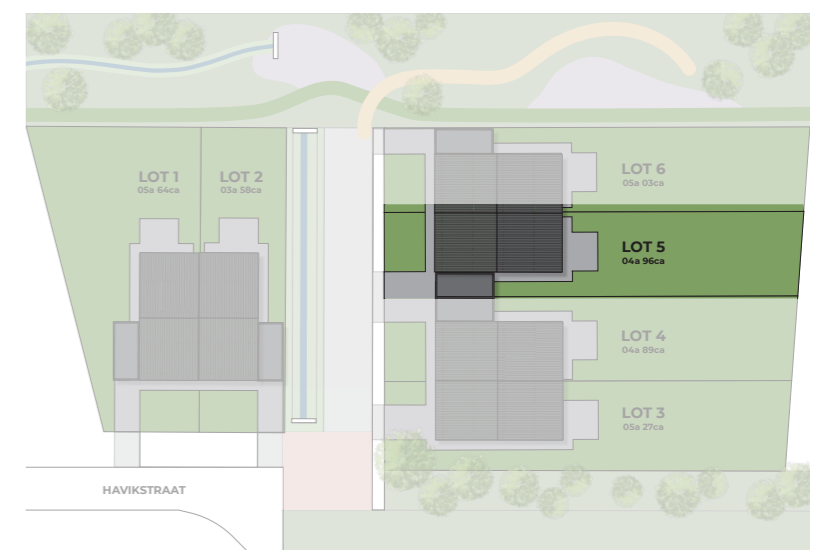 LOT 1
05a 64ca
LOT 2
03a 58ca
LOT 6
05a 03ca
LOT 5
04a 96ca
LOT 4
04a 89ca
LOT 3
05a 27ca
HAVIKSTRAAT